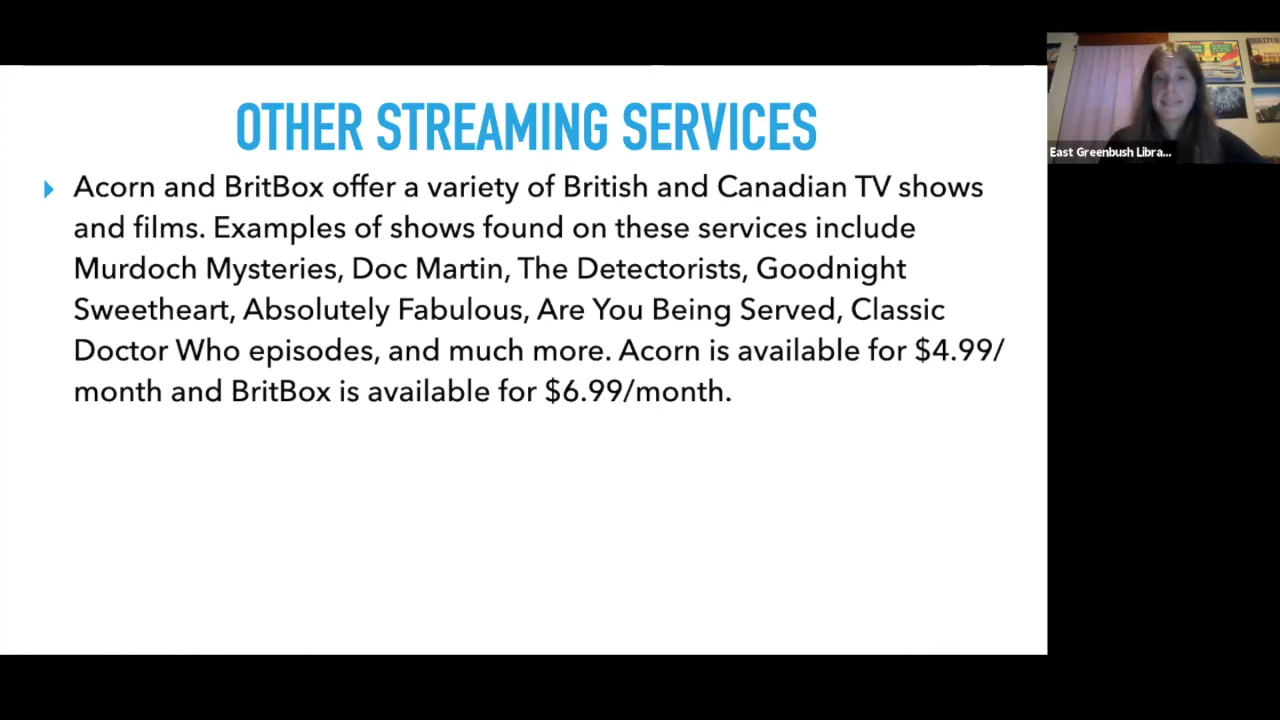 OTHER STREAMING SERVICES
Acorn and BritBox offer a variety of British and Canadian TV shows
and films. Examples of shows found on these services include
Murdoch Mysteries, Doc Martin, The Detectorists, Goodnight
Sweetheart, Absolutely Fabulous, Are You Being Served, Classic
Doctor Who episodes, and much more. Acorn is available for $4.99/
month and BritBox is available for $6.99/month.
East Greenbush Libra...